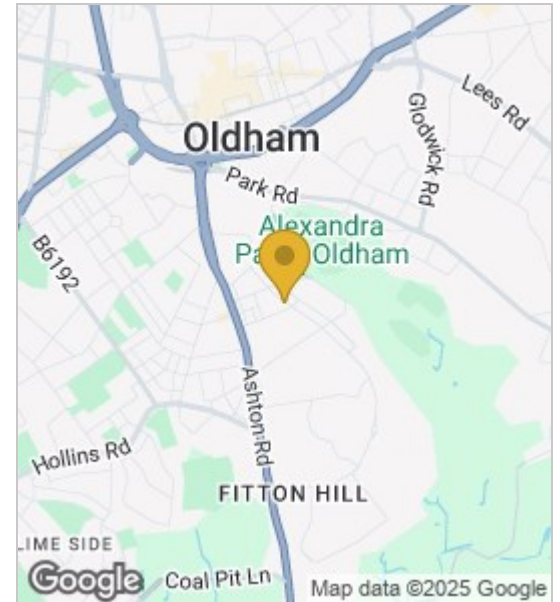 Lees Rd
Glodwick Rd
Oldham
Park Rd
Alexandra
Pa Oldham
B6192
Ashton Rd
Hollins Rd
FITTON HILL
LIME SIDE
Coal Pit Ln
Google
Map data ©2025 Google